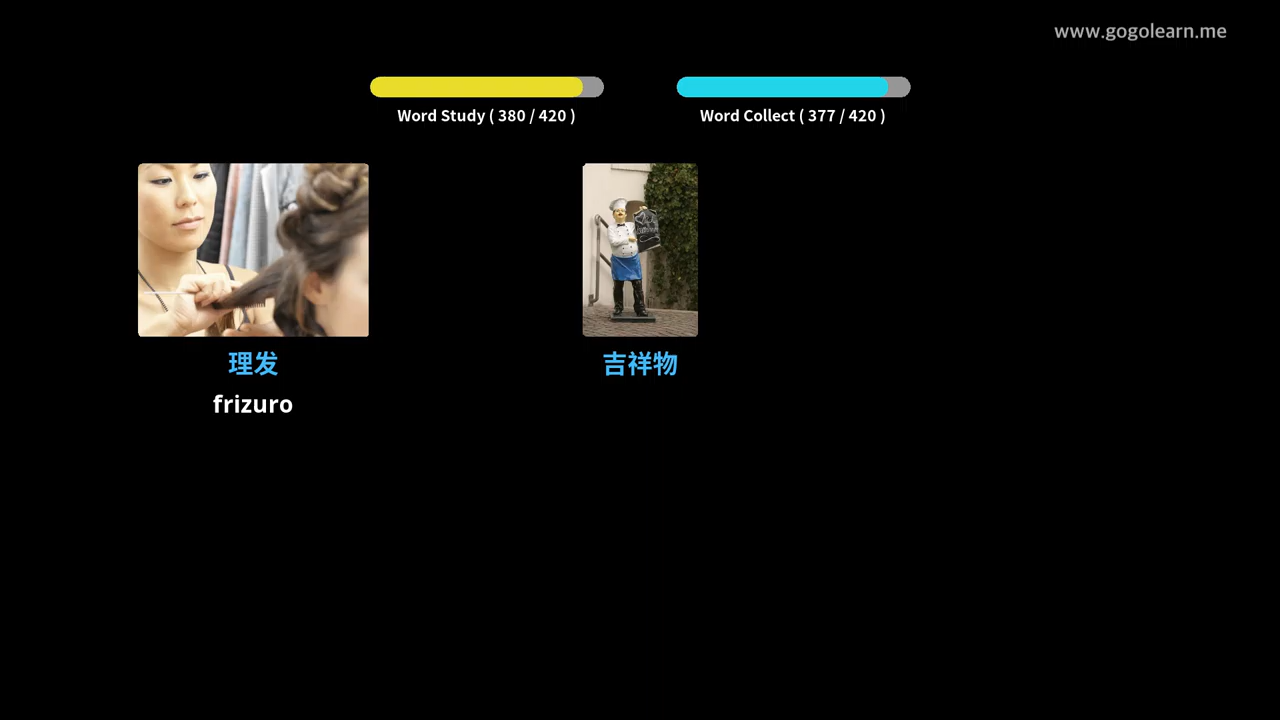 www.gogolearn.me
Word Study ( 380 / 420 )
Word Collect ( 377 / 420 )
理发
吉祥物
frizuro